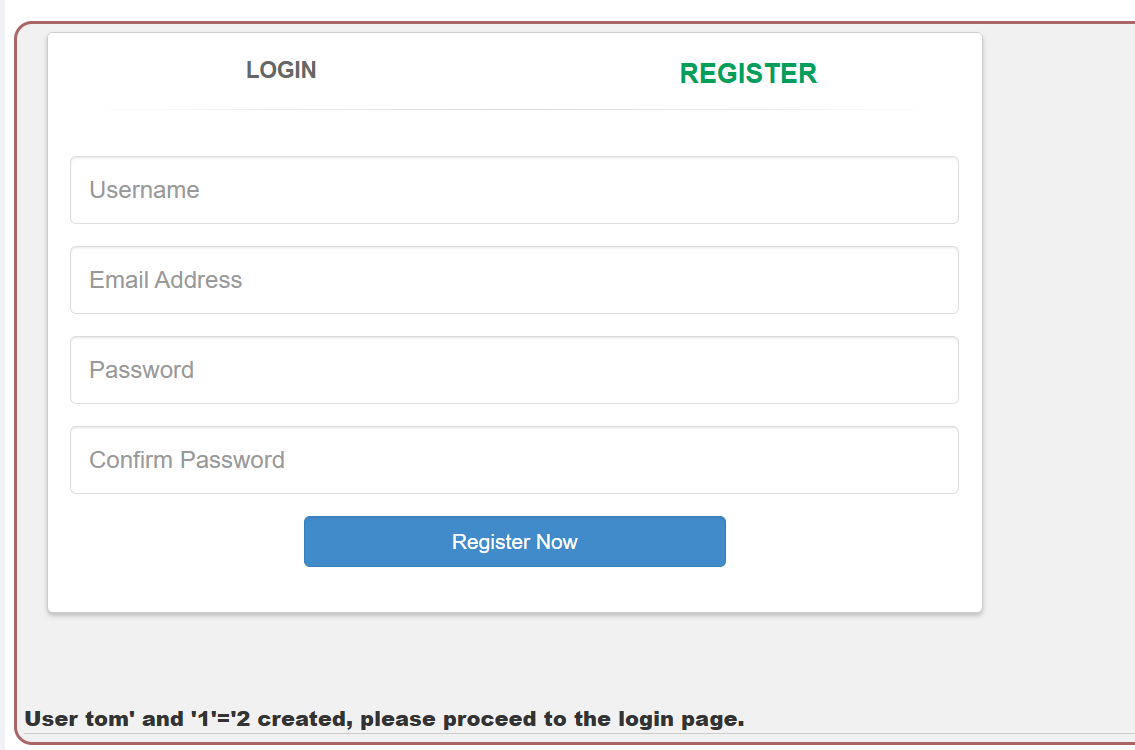 LOGIN
REGISTER
Username
Email Address
Password
Confirm Password
Register Now
User tom' and '1'='2 created, please proceed to the login page.